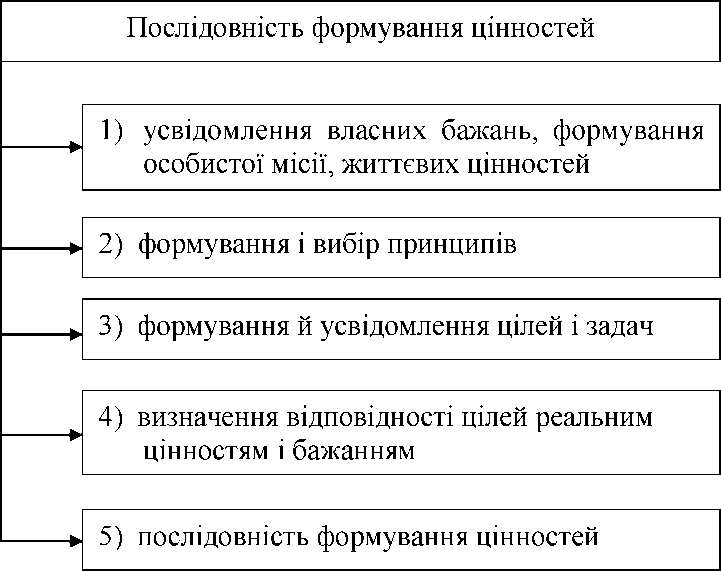 Послідовність формування цінностей
1) усвідомлення власних бажань, формування
особистої місії, життєвих цінностей
2) формування і вибір принципів
3) формування й усвідомлення цілей і задач
4) визначення відповідності цілей реальним
цінностям і бажанням
5) послідовність формування цінностей